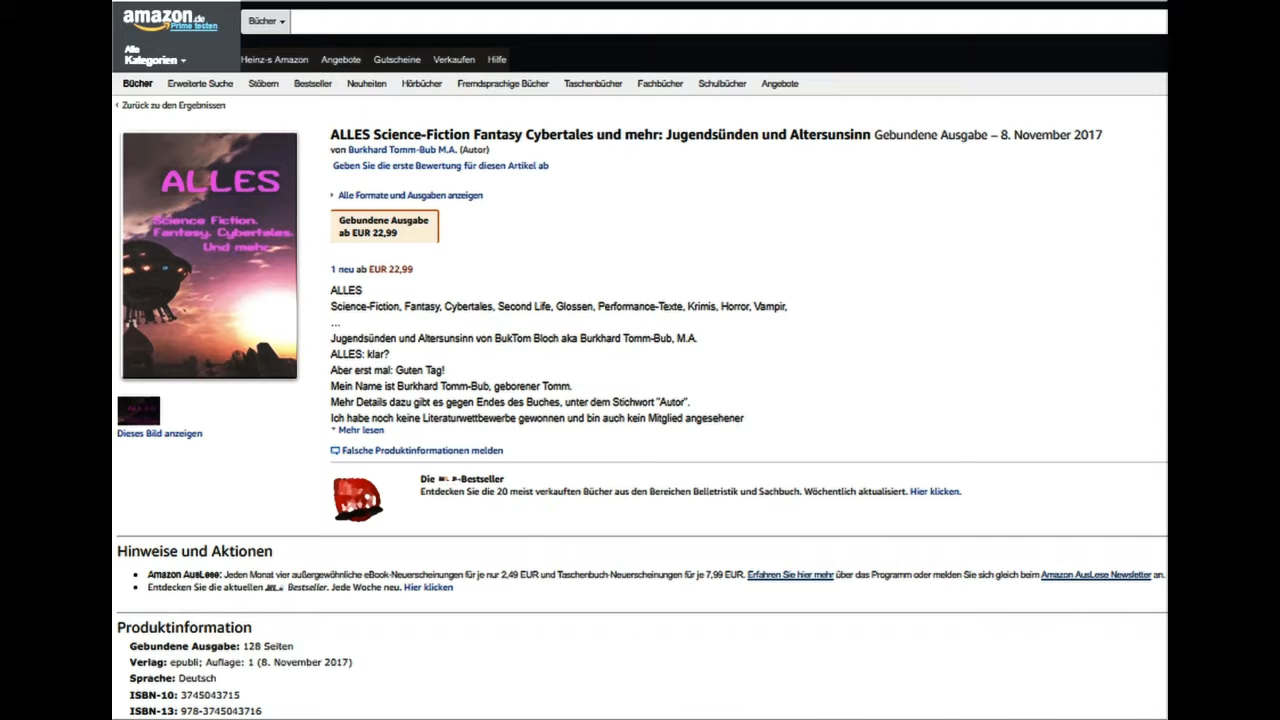 amazon.de
Prime testen
Bücher
Alle
Kategorien
Heinz-s Amazon Angebote Gutscheine Verkaufen Hilfe
Bücher Erweiterte Suche Stöbern Bestseller Neuheiten Hörbücher Fremdsprachige Bücher Taschenbücher Fachbücher Schulbücher Angebote
‹ Zurück zu den Ergebnissen
ALLES Science-Fiction Fantasy Cybertales und mehr: Jugendsünden und Altersunsinn Gebundene Ausgabe – 8. November 2017
von Burkhard Tomm-Bub M.A. (Autor)
Geben Sie die erste Bewertung für diesen Artikel ab
Alle Formate und Ausgaben anzeigen
Gebundene Ausgabe
ab EUR 22,99
1 neu ab EUR 22,99
ALLES
Science Fiction.
Fantasy. Cybertales.
Und mehr.
ALLES
Dieses Bild anzeigen
ALLES
Science-Fiction, Fantasy, Cybertales, Second Life, Glossen, Performance-Texte, Krimis, Horror, Vampir,
...
Jugendsünden und Altersunsinn von BukTom Bloch aka Burkhard Tomm-Bub, M.A.
ALLES: klar?
Aber erst mal: Guten Tag!
Mein Name ist Burkhard Tomm-Bub, geborener Tomm.
Mehr Details dazu gibt es gegen Endes des Buches, unter dem Stichwort "Autor".
Ich habe noch keine Literaturwettbewerbe gewonnen und bin auch kein Mitglied angesehener
Mehr lesen
Falsche Produktinformationen melden
Die -Bestseller
Entdecken Sie die 20 meist verkauften Bücher aus den Bereichen Belletristik und Sachbuch. Wöchentlich aktualisiert. Hier klicken.
Hinweise und Aktionen
• Amazon AusLese: Jeden Monat vier außergewöhnliche eBook-Neuerscheinungen für je nur 2,49 EUR und Taschenbuch-Neuerscheinungen für je 7,99 EUR. Erfahren Sie hier mehr über das Programm oder melden Sie sich gleich beim Amazon AusLese Newsletter an.
• Entdecken Sie die aktuellen Bestseller. Jede Woche neu. Hier klicken
Produktinformation
Gebundene Ausgabe: 128 Seiten
Verlag: epubli; Auflage: 1 (8. November 2017)
Sprache: Deutsch
ISBN-10: 3745043715
ISBN-13: 978-3745043716